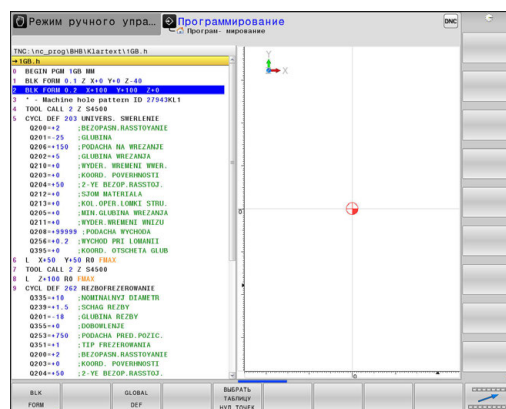 Режим ручного упра…
Программирование
Програм- мирование
DNC
TNC:\nc_prog\BHB\Klartext\1GB.h
→1GB.h
0 BEGIN PGM 1GB MM
1 BLK FORM 0.1 Z X+0 Y+0 Z-40
2 BLK FORM 0.2 X+100 Y+100 Z+0
3 * - Machine hole pattern ID 27943KL1
4 TOOL CALL 2 Z S4500
5 CYCL DEF 203 UNIVERS. SWERLENIE
Q200=+2 ;BEZOPASN.RASSTOYANIE
Q201=-25 ;GLUBINA
Q206=+150 ;PODACHA NA WREZANJE
Q202=+5 ;GLUBINA WREZANJA
Q210=+0 ;WYDER. WREMENI WWER.
Q203=+0 ;KOORD. POVERHNOSTI
Q204=+50 ;2-YE BEZOP.RASSTOJ.
Q212=+0 ;SJOM MATERIALA
Q213=+0 ;KOL.OPER.LOMKI STRU.
Q205=+0 ;MIN.GLUBINA WREZANJA
Q211=+0 ;WYDER.WREMENI WNIZU
Q208=+99999 ;PODACHA WYCHODA
Q256=+0.2 ;WYCHOD PRI LOMANII
Q395=+0 ;KOORD. OTSCHETA GLUB
6 L X+50 Y+50 R0 FMAX
7 TOOL CALL 2 Z S4500
8 L Z+100 R0 FMAX
9 CYCL DEF 262 REZBOFREZEROWANIE
Q335=+10 ;NOMINALNYJ DIAMETR
Q239=+1.5 ;SCHAG REZBY
Q201=-18 ;GLUBINA REZBY
Q355=+0 ;DOBOWLENJE
Q253=+750 ;PODACHA PRED.POZIC.
Q351=+1 ;TIP FREZEROWANIA
Q200=+2 ;BEZOPASN.RASSTOYANIE
Q203=+0 ;KOORD. POVERHNOSTI
Q204=+50 ;2-YE BEZOP.RASSTOJ.
Y
X
0
0
BLK
FORM
GLOBAL
DEF
ВЫБРАТЬ
ТАБЛИЦУ
НУЛ.ТОЧЕК